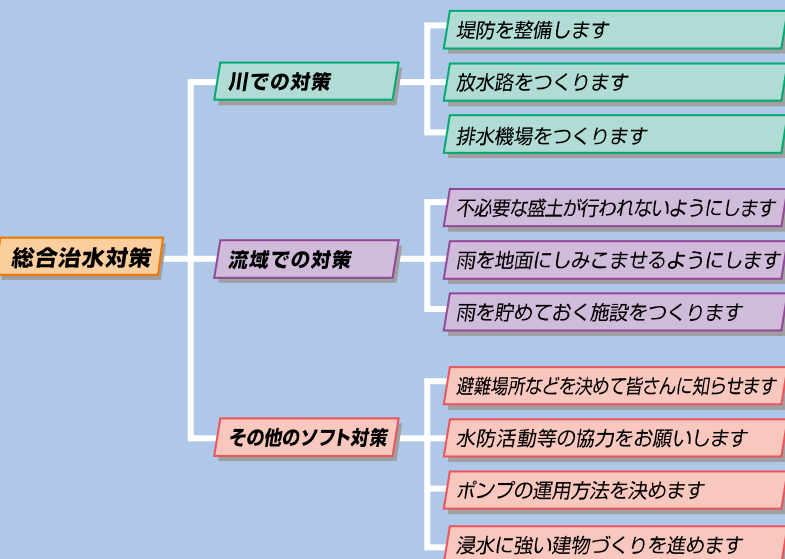 総合治水対策
川での対策
堤防を整備します
放水路をつくります
排水機場をつくります
流域での対策
不必要な盛土が行われないようにします
雨を地面にしみこませるようにします
雨を貯めておく施設をつくります
その他のソフト対策
避難場所などを決めて皆さんに知らせます
水防活動等の協力をお願いします
ポンプの運用方法を決めます
浸水に強い建物づくりを進めます